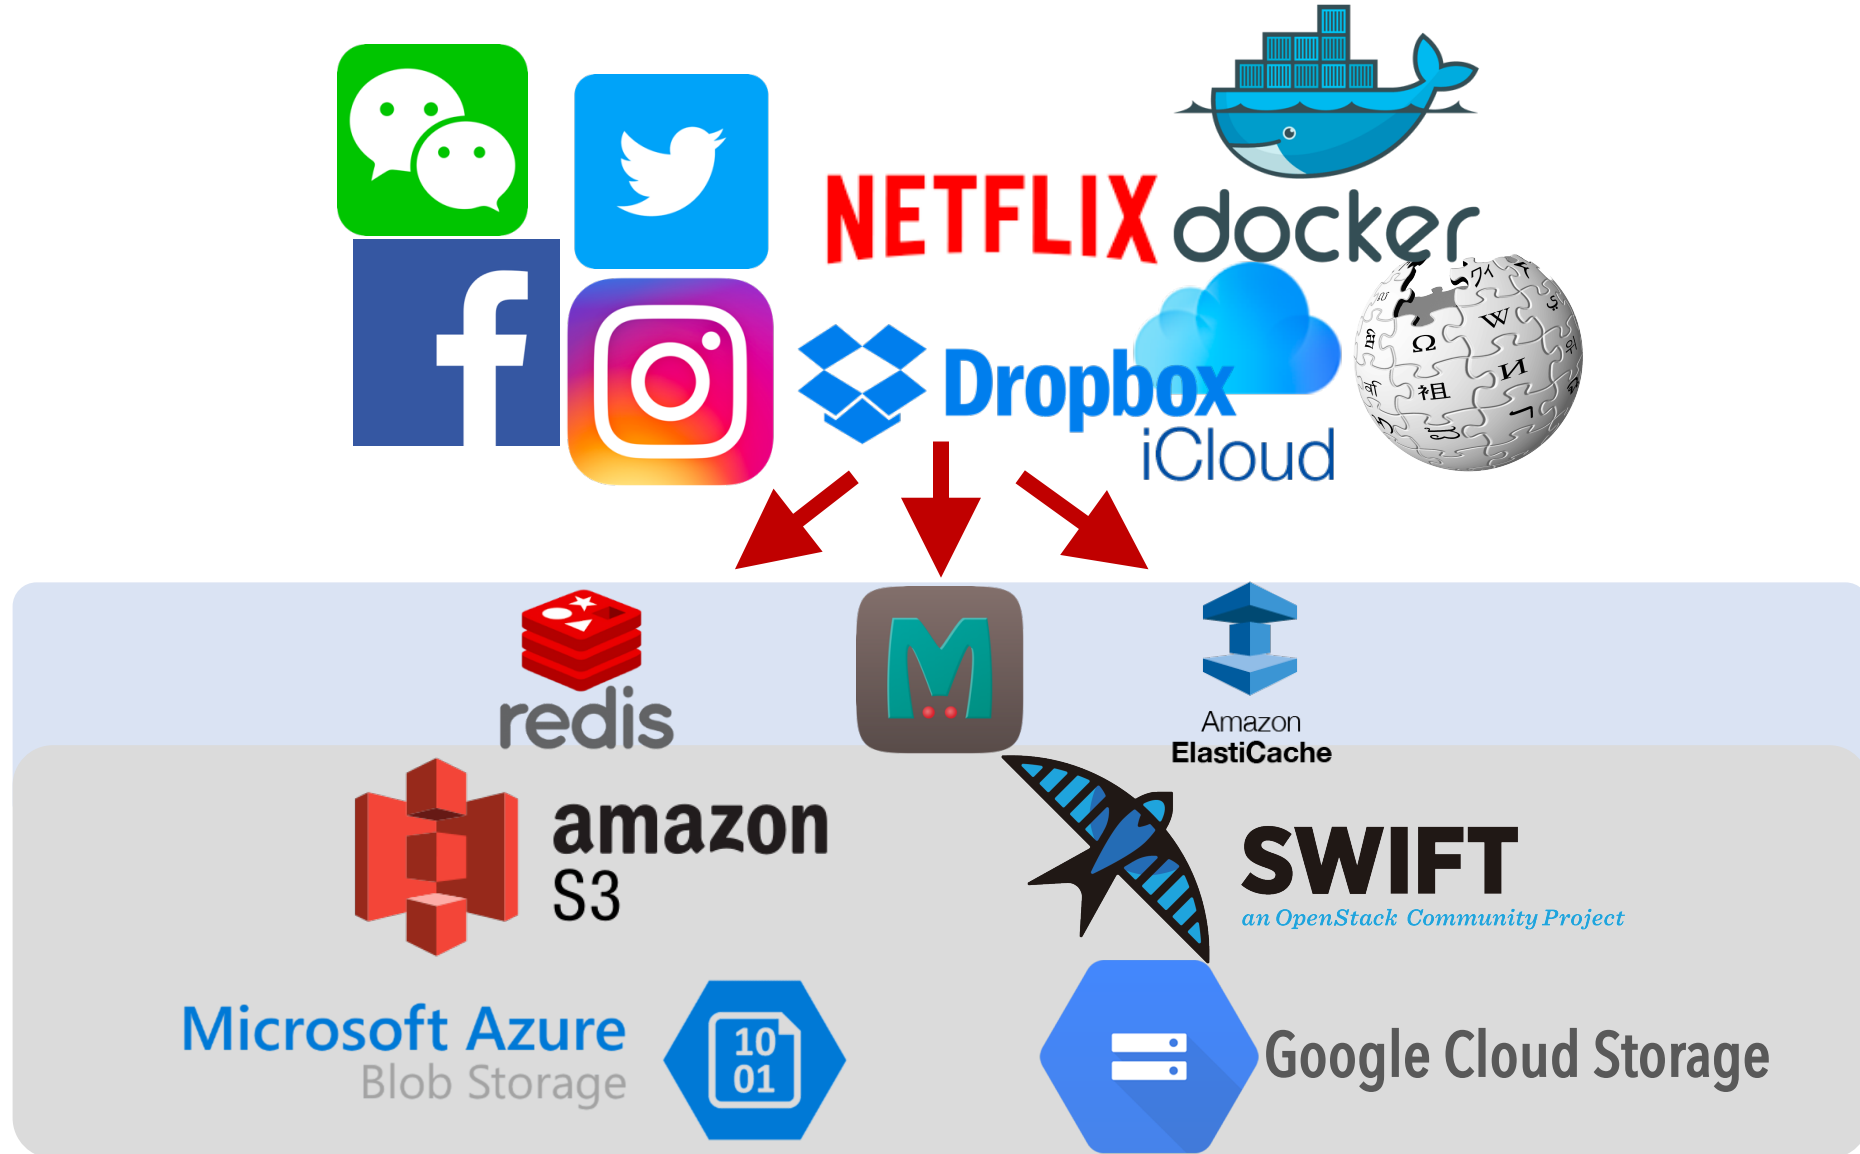 NETFLIX
docker
Dropbox
iCloud
W
Ω
И
祖
redis
M
Amazon
ElastiCache
amazon
S3
SWIFT
an OpenStack Community Project
Microsoft Azure
Blob Storage
10
01
Google Cloud Storage